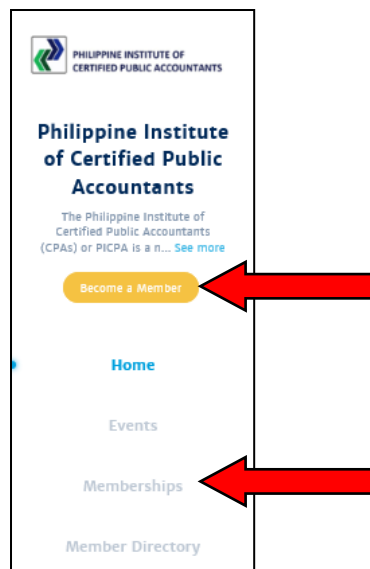 PHILIPPINE INSTITUTE OF
CERTIFIED PUBLIC ACCOUNTANTS
Philippine Institute
of Certified Public
Accountants
The Philippine Institute of
Certified Public Accountants
(CPAs) or PICPA is a n... See more
Become a Member
Home
Events
Memberships
Member Directory